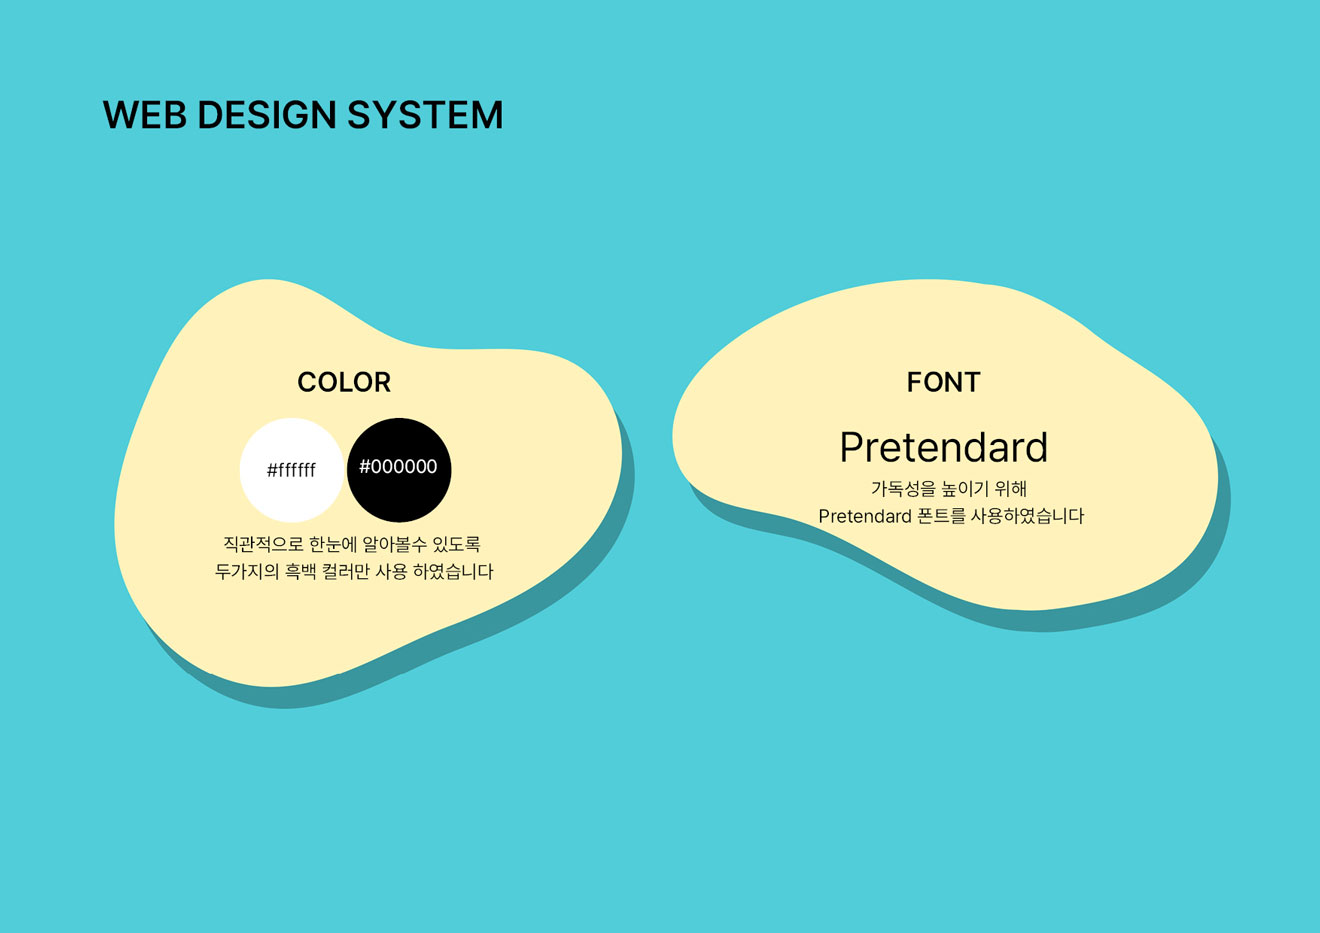 WEB DESIGN SYSTEM
COLOR
#ffffff
#000000
직관적으로 한눈에 알아볼수 있도록
두가지의 흑백 컬러만 사용 하였습니다
FONT
Pretendard
가독성을 높이기 위해
Pretendard 폰트를 사용하였습니다